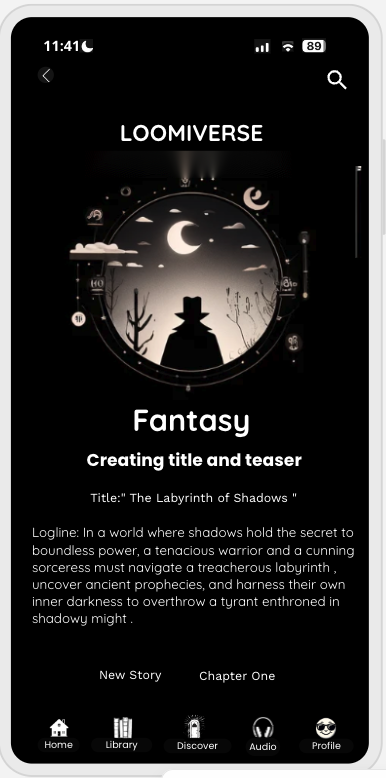 11:41
89
LOOMIVERSE
Fantasy
Creating title and teaser
Title:" The Labyrinth of Shadows "
Logline: In a world where shadows hold the secret to
boundless power, a tenacious warrior and a cunning
sorceress must navigate a treacherous labyrinth ,
uncover ancient prophecies, and harness their own
inner darkness to overthrow a tyrant enthroned in
shadowy might .
New Story Chapter One
Home Library Discover Audio Profile